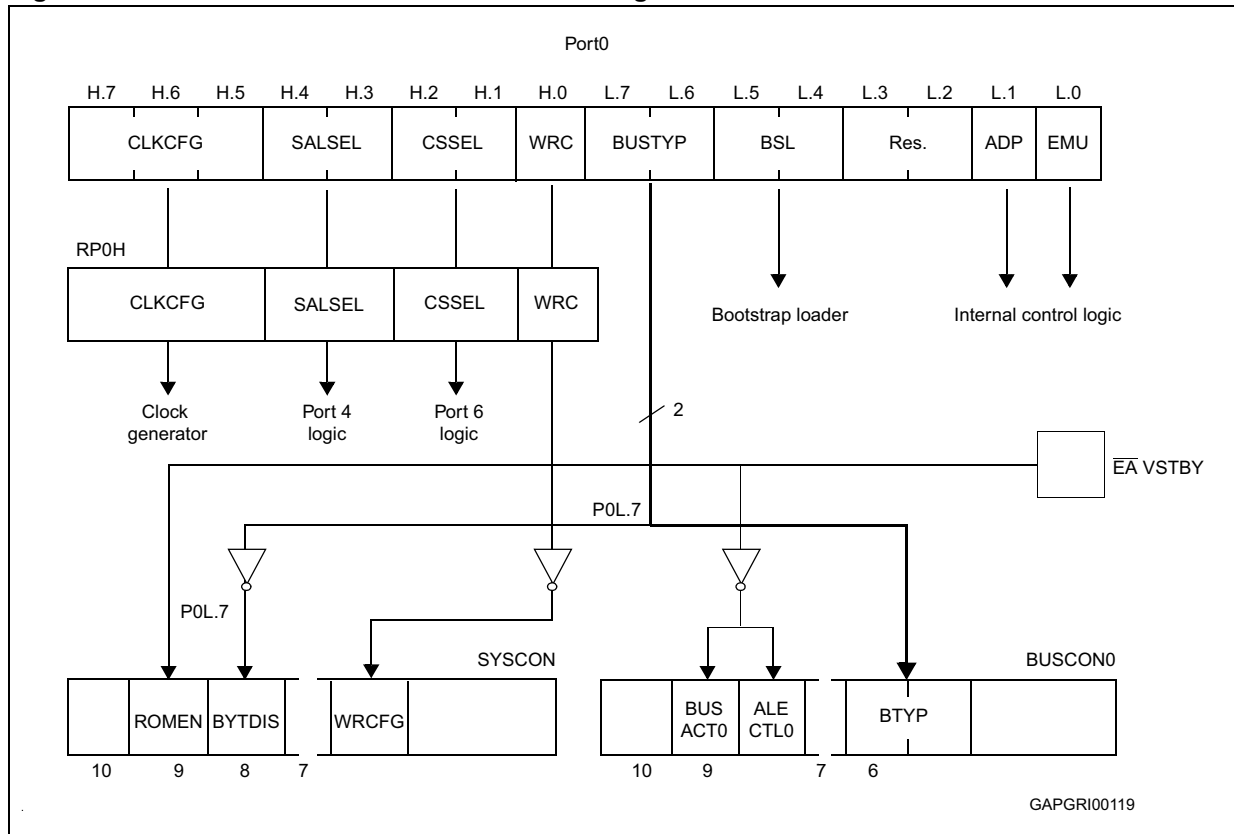 Port0
H.7 H.6 H.5 H.4 H.3 H.2 H.1 H.0 L.7 L.6 L.5 L.4 L.3 L.2 L.1 L.0
CLKCFG SALSEL CSSEL WRC BUSTYP BSL Res. ADP EMU
RP0H
CLKCFG SALSEL CSSEL WRC
Bootstrap loader Internal control logic
Clock generator
Port 4 logic
Port 6 logic
2
EA VSTBY
P0L.7
P0L.7
SYSCON BUSCON0
ROMEN BYTDIS WRCFG BUS ACT0 ALE CTL0 BTYP
10 9 8 7 10 9 7 6
GAPGRI00119